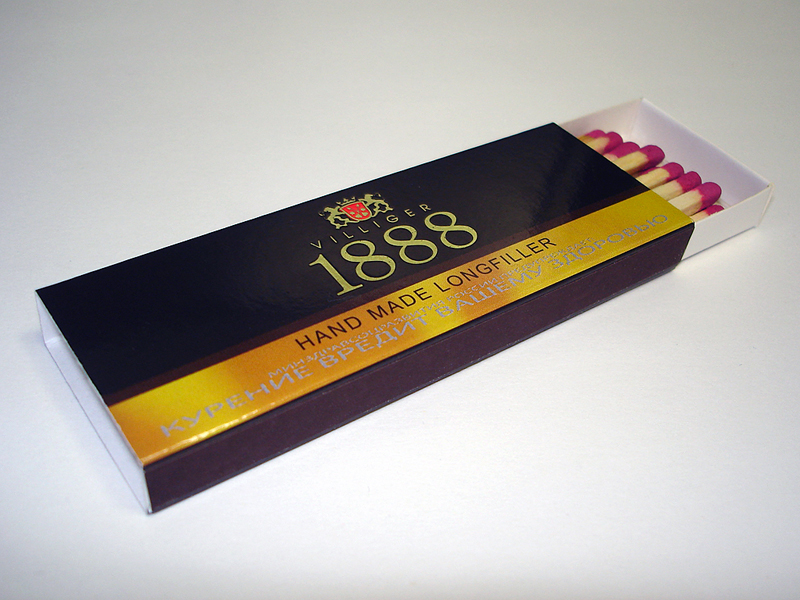 VILLIGER
1888
HAND MADE LONGFILLER
КУРЕНИЕ ВРЕДИТ ВАШЕМУ ЗДОРОВЬЮ